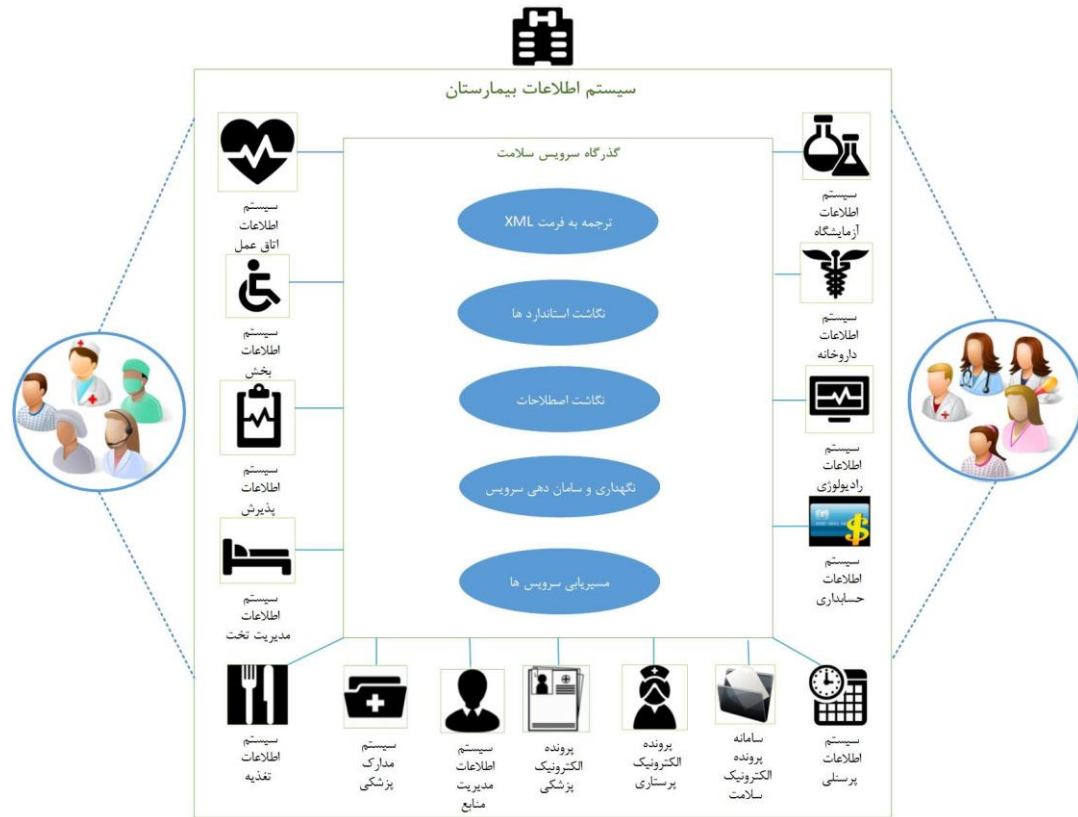 سیستم اطلاعات بیمارستان
گذرگاه سرویس سلامت
ترجمه به فرمت XML
نگاشت استاندارد ها
نگاشت اصطلاحات
نگهداری و سامان دهی سرویس
مسیریابی سرویس ها
سیستم
اطلاعات
آزمایشگاه
سیستم
اطلاعات
داروخانه
سیستم
اطلاعات
رادیولوژی
سیستم
اطلاعات
حسابداری
سیستم
اطلاعات
اتاق عمل
سیستم
اطلاعات
بخش
سیستم
اطلاعات
پذیرش
سیستم
اطلاعات
مدیریت تخت
سیستم
اطلاعات
پرسنلی
سامانه
پرونده
الکترونیک
سلامت
پرونده
الکترونیک
پرستاری
پرونده
الکترونیک
پزشکی
سیستم
اطلاعات
مدیریت
منابع
سیستم
مدارک
پزشکی
سیستم
اطلاعات
تغذیه